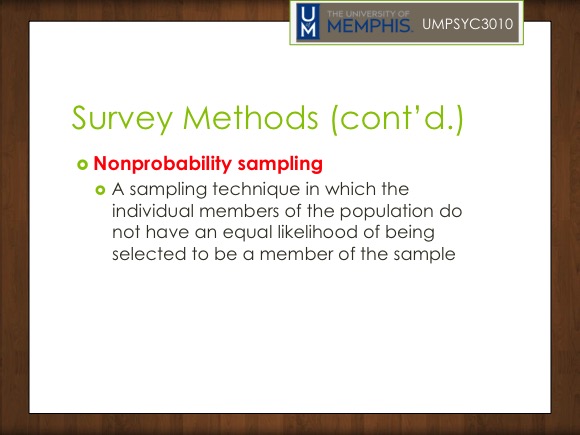 UM
THE UNIVERSITY OF
MEMPHIS.
UMPSYC3010
Survey Methods (cont’d.)
Nonprobability sampling
A sampling technique in which the
individual members of the population do
not have an equal likelihood of being
selected to be a member of the sample